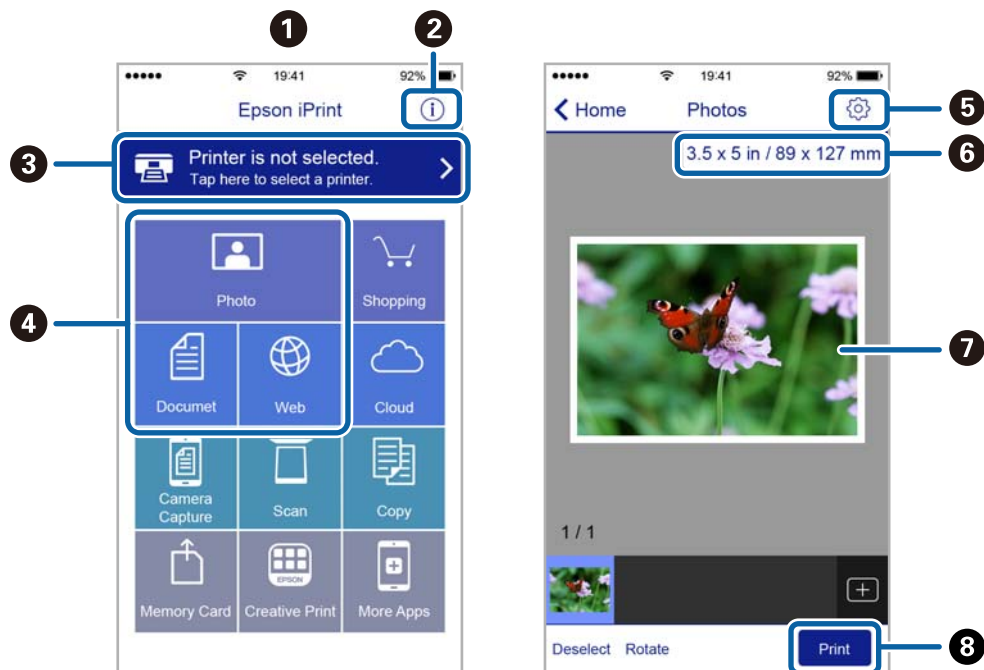 1
2
19:41
92%
Epson iPrint
3
Printer is not selected.
Tap here to select a printer.
4
Photo
Shopping
Documet
Web
Cloud
Camera
Capture
Scan
Copy
EPSON
Memory Card
Creative Print
More Apps
19:41
92%
Home
Photos
5
3.5 x 5 in / 89 x 127 mm
6
7
1 / 1
Deselect
Rotate
Print
8